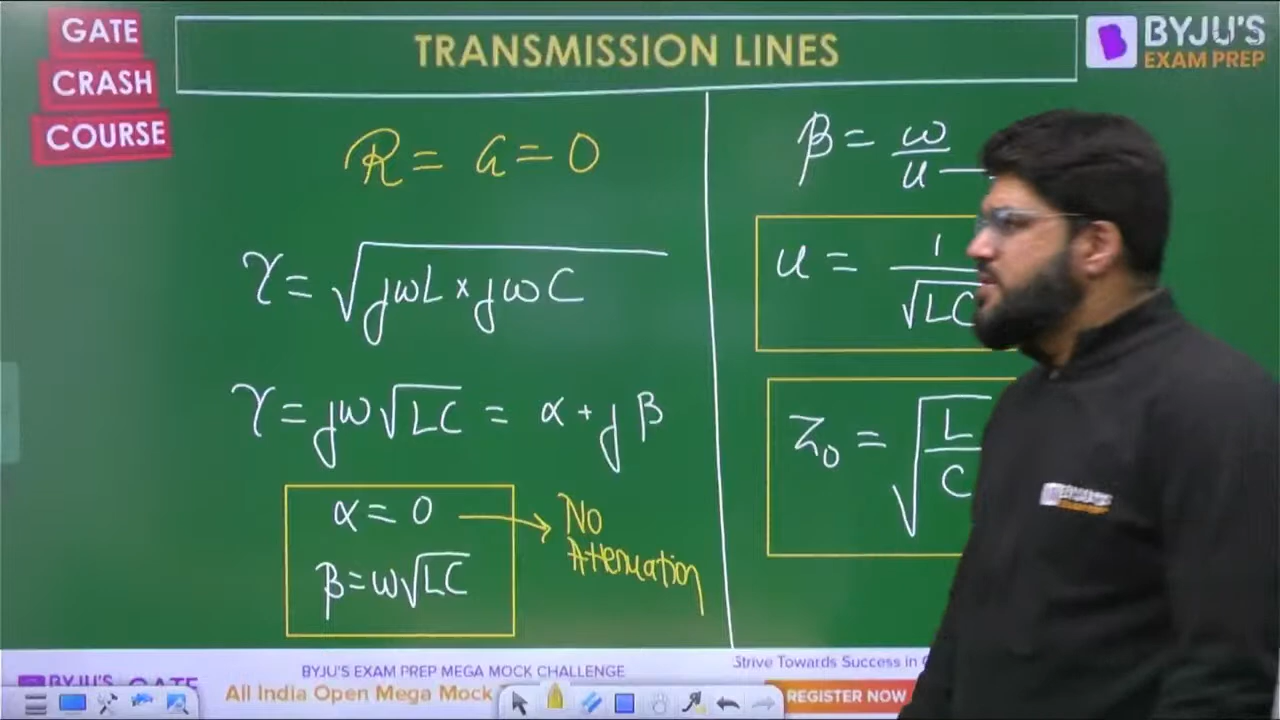 GATE
CRASH
COURSE
TRANSMISSION LINES
BYJU'S
EXAM PREP
R = G = 0
γ = √jωL × jωC
γ = jω√LC = α + jβ
α = 0 → No Attenuation
β = ω√LC
β = ω/u
u = 1/√LC
Z₀ = √L/C
BYJU'S EXAM PREP MEGA MOCK CHALLENGE
All India Open Mega Mock
Strive Towards Success in
REGISTER NOW